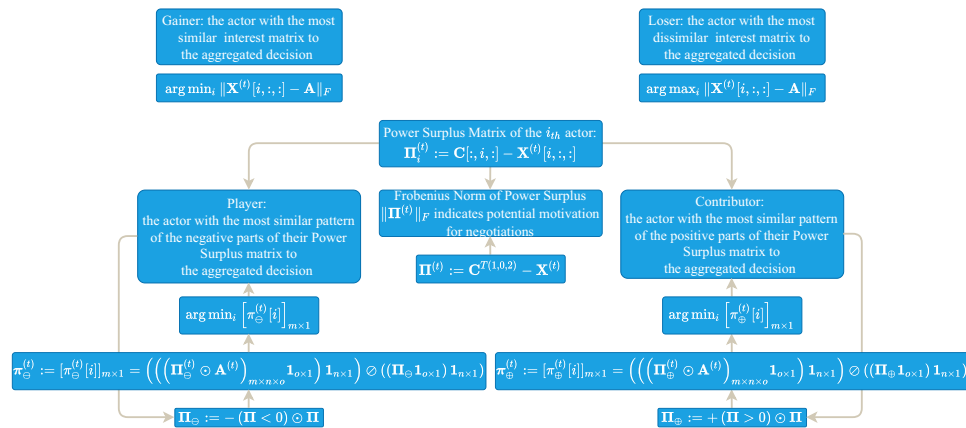 Gainer: the actor with the most
similar interest matrix to
the aggregated decision
arg min_i ‖X^(t)[i,:,:] − A‖_F
Loser: the actor with the most
dissimilar interest matrix to
the aggregated decision
arg max_i ‖X^(t)[i,:,:] − A‖_F
Power Surplus Matrix of the i_th actor:
Π_i^(t) := C[:,i,:] − X^(t)[i,:,:]
Player:
the actor with the most similar pattern
of the negative parts of their Power
Surplus matrix to
the aggregated decision
Frobenius Norm of Power Surplus
‖Π^(t)‖_F indicates potential motivation
for negotiations
Contributor:
the actor with the most similar pattern
of the positive parts of their Power
Surplus matrix to
the aggregated decision
Π^(t) := C^T(1,0,2) − X^(t)
arg min_i [π_⊖^(t)[i]]_m×1
arg min_i [π_⊕^(t)[i]]_m×1
π_⊖^(t) := [π_⊖^(t)[i]]_m×1 = (((Π_⊖^(t) ⊙ A^(t))_m×n×o 1_o×1) 1_n×1) ⊘ ((Π_⊖ 1_o×1) 1_n×1)
π_⊕^(t) := [π_⊕^(t)[i]]_m×1 = (((Π_⊕^(t) ⊙ A^(t))_m×n×o 1_o×1) 1_n×1) ⊘ ((Π_⊕ 1_o×1) 1_n×1)
Π_⊖ := − (Π < 0) ⊙ Π
Π_⊕ := + (Π > 0) ⊙ Π